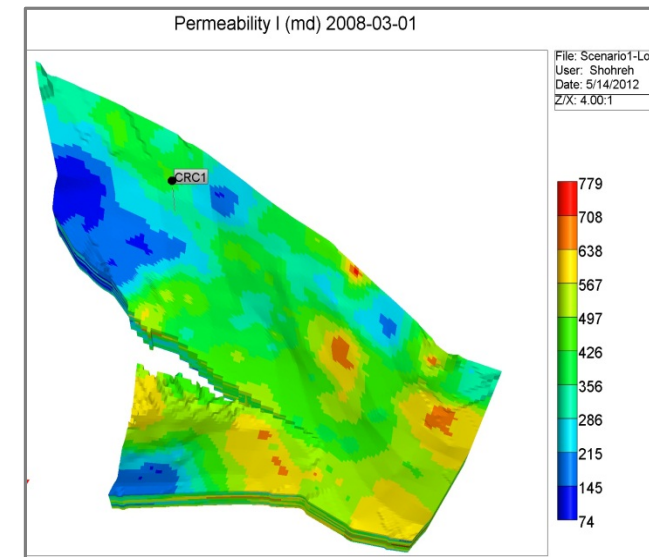 Permeability I (md) 2008-03-01
File: Scenario1-Lo
User: Shohreh
Date: 5/14/2012
Z/X: 4.00:1
CRC1
779
708
638
567
497
426
356
286
215
145
74